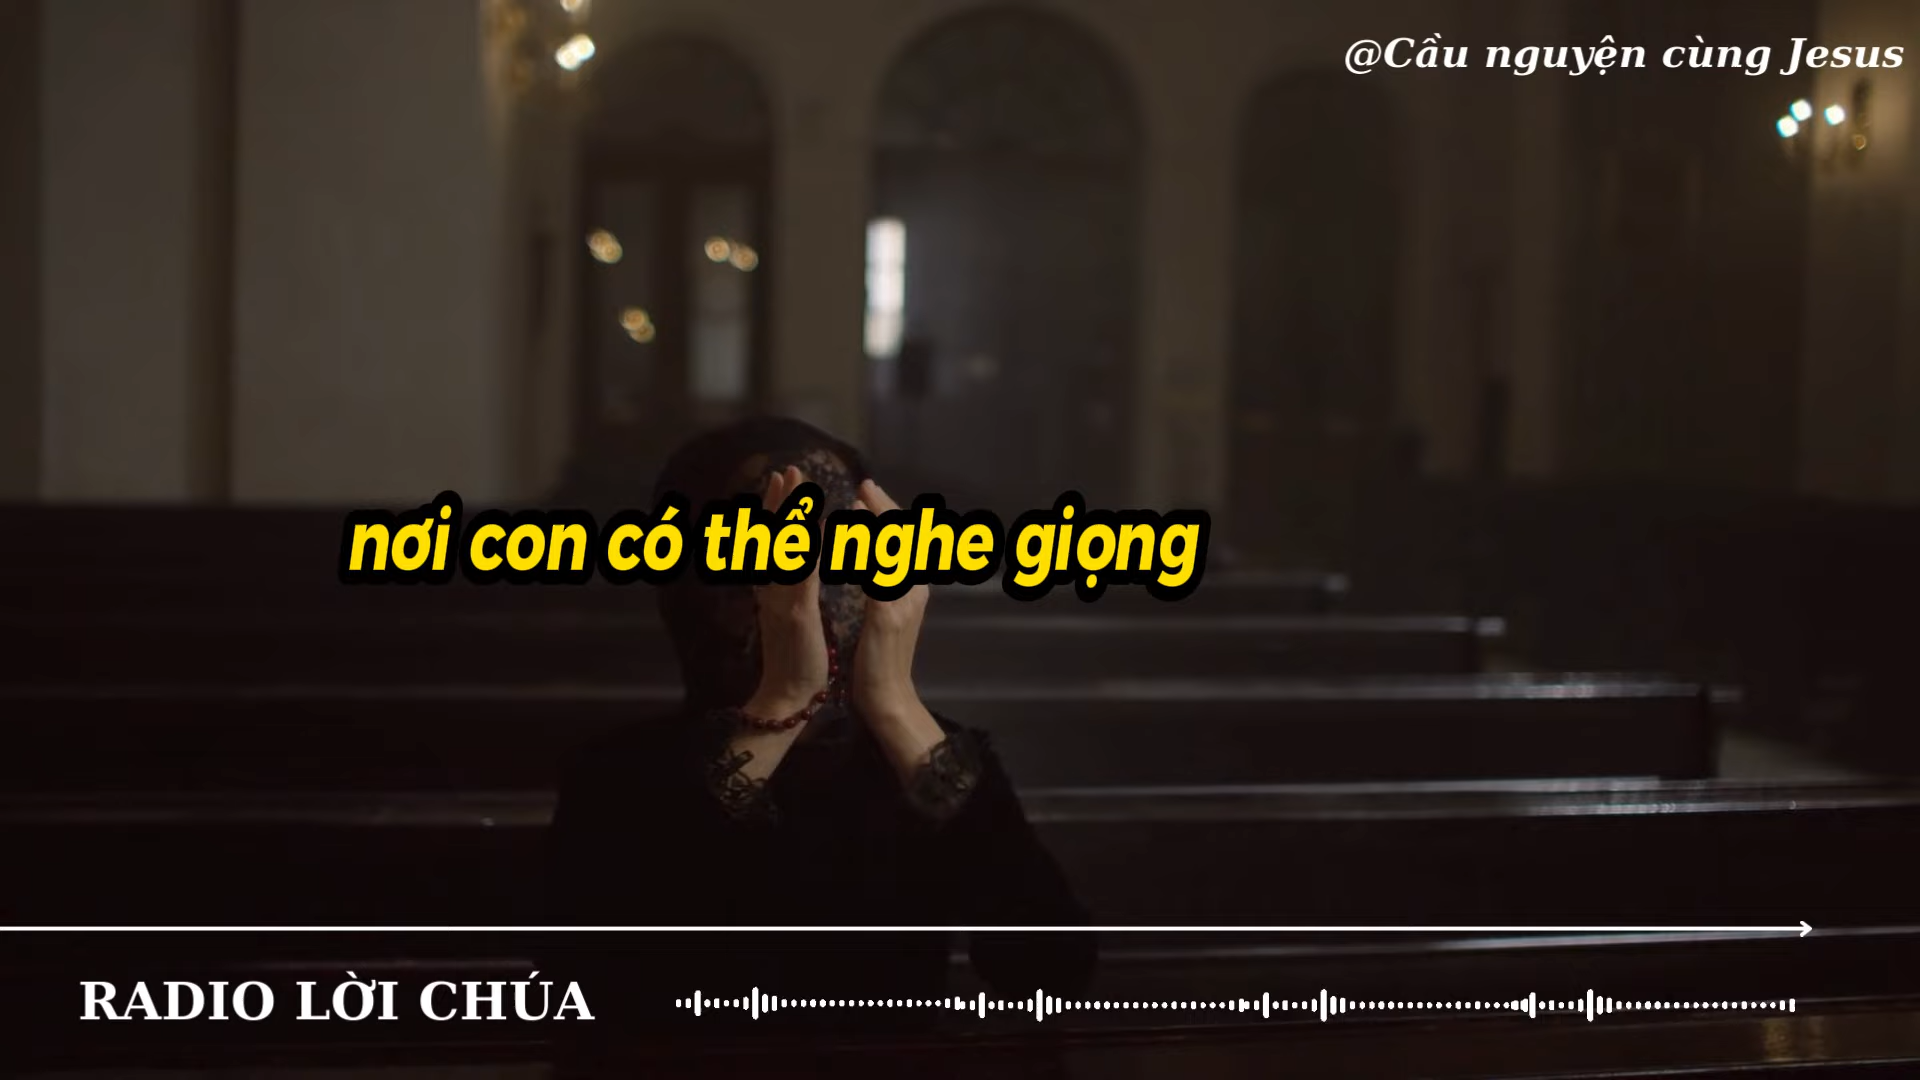 @Cầu nguyện cùng Jesus
nơi con có thể nghe giọng
RADIO LỜI CHÚA